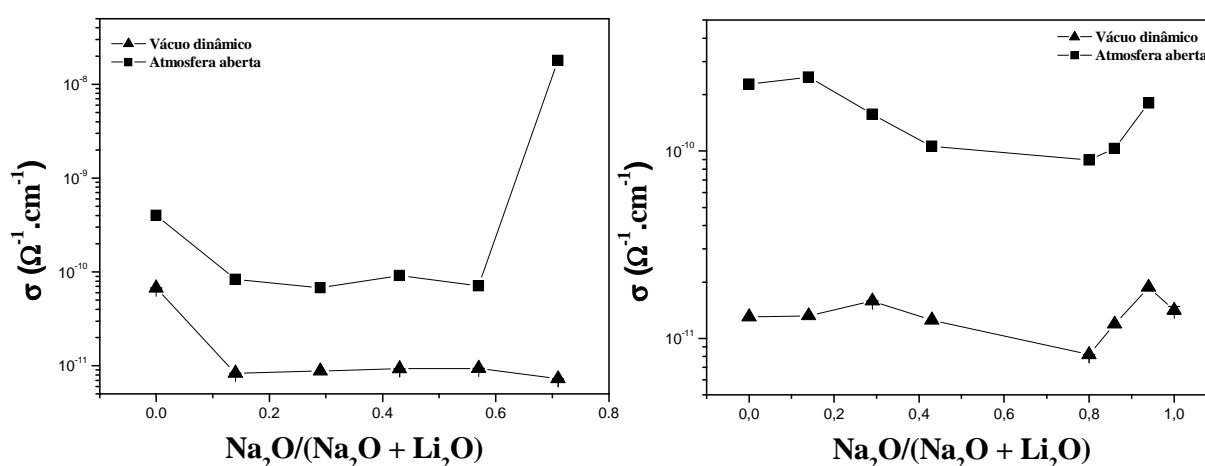 Vácuo dinâmico
Atmosfera aberta
10⁻⁸
10⁻⁹
10⁻¹⁰
10⁻¹¹
σ (Ω⁻¹.cm⁻¹)
0.0 0.2 0.4 0.6 0.8
Na₂O/(Na₂O + Li₂O)
Vácuo dinâmico
Atmosfera aberta
10⁻¹⁰
10⁻¹¹
σ (Ω⁻¹.cm⁻¹)
0,0 0,2 0,4 0,6 0,8 1,0
Na₂O/(Na₂O + Li₂O)